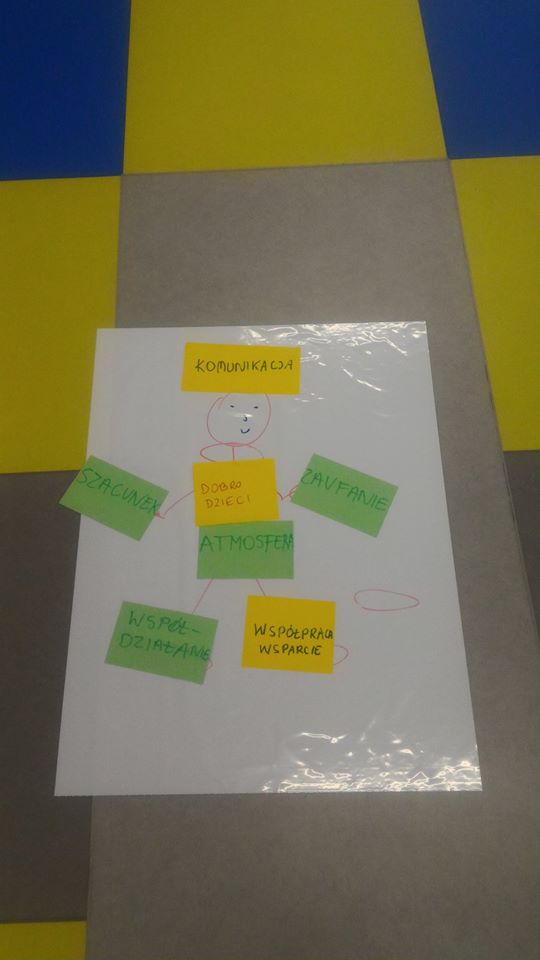 KOMUNIKACJA
SZACUNEK
DOBRO
DZIECI
ZAUFANIE
ATMOSFERA
WSPÓŁ-
DZIAŁANIE
WSPÓŁPRACA
WSPARCIE